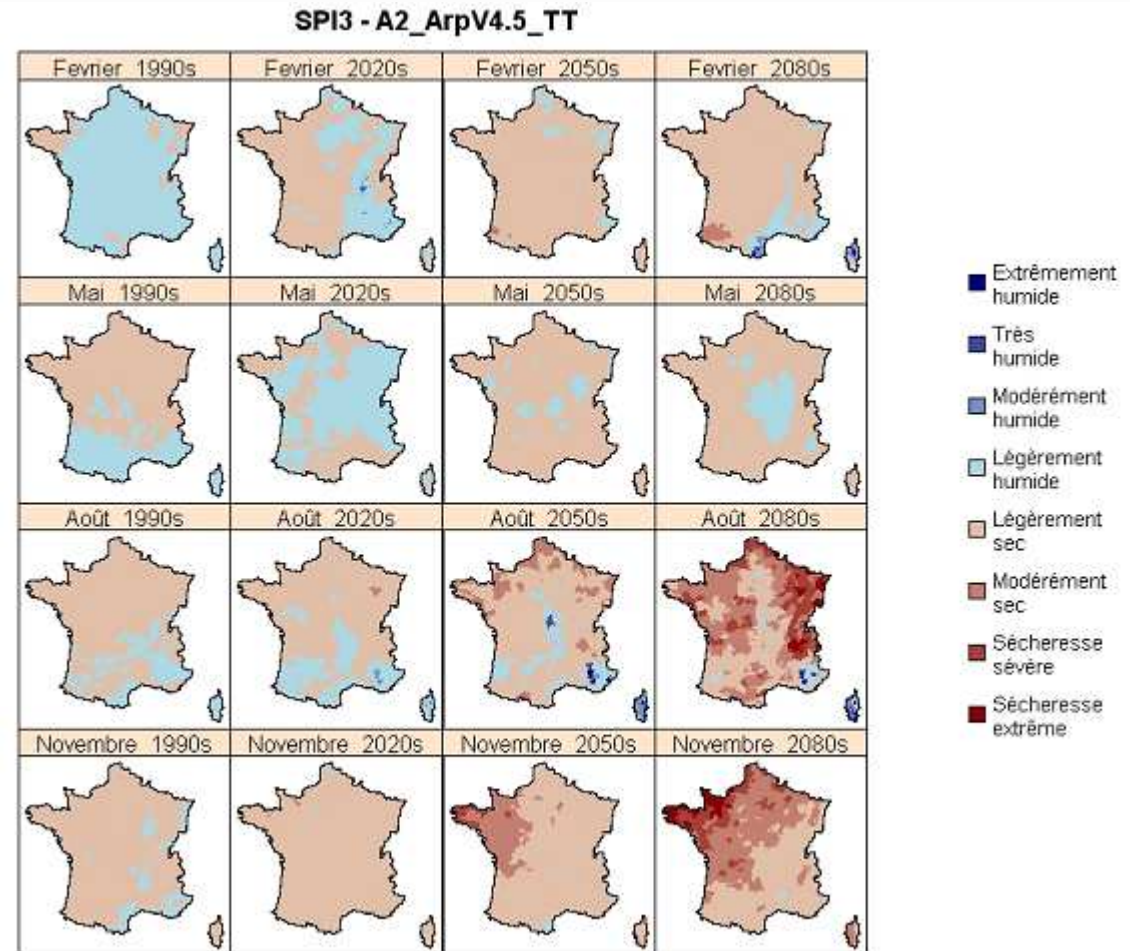 SPI3 - A2_ArpV4.5_TT
Fevrier 1990s
Fevrier 2020s
Fevrier 2050s
Fevrier 2080s
Mai 1990s
Mai 2020s
Mai 2050s
Mai 2080s
Août 1990s
Août 2020s
Août 2050s
Août 2080s
Novembre 1990s
Novembre 2020s
Novembre 2050s
Novembre 2080s
Extrêmement
humide
Très
humide
Modérément
humide
Légèrement
humide
Légèrement
sec
Modérément
sec
Sécheresse
sévère
Sécheresse
extrême